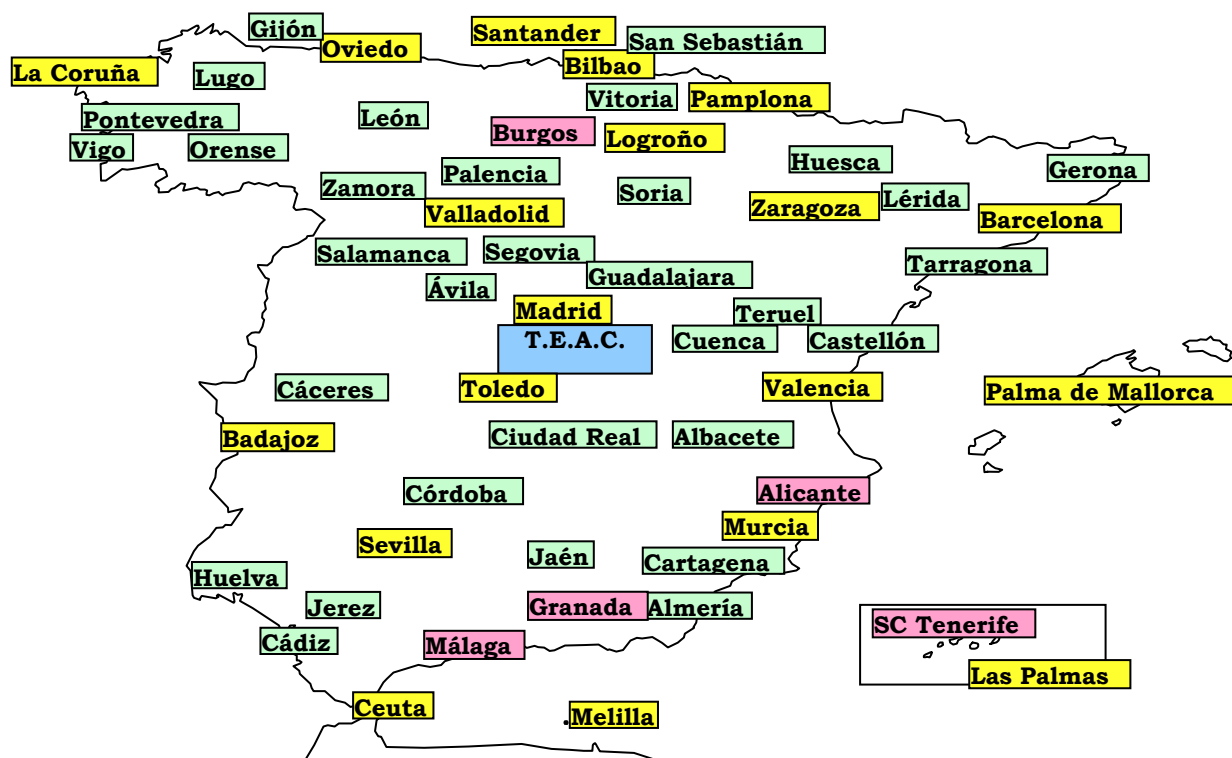 Gijón
Santander
Oviedo
San Sebastián
Bilbao
La Coruña
Lugo
Vitoria
Pamplona
Pontevedra
León
Burgos
Logroño
Vigo
Orense
Huesca
Gerona
Palencia
Zamora
Soria
Lérida
Zaragoza
Valladolid
Barcelona
Salamanca
Segovia
Tarragona
Guadalajara
Ávila
Madrid
Teruel
T.E.A.C.
Cuenca
Castellón
Cáceres
Toledo
Valencia
Palma de Mallorca
Badajoz
Ciudad Real
Albacete
Córdoba
Alicante
Murcia
Sevilla
Jaén
Cartagena
Huelva
Jerez
Granada
Almería
SC Tenerife
Cádiz
Málaga
Las Palmas
Ceuta
.Melilla